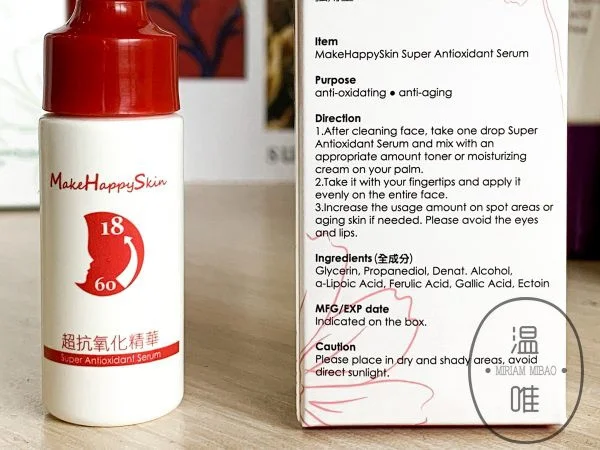 MakeHappySkin
18
60
超抗氧化精華
Super Antioxidant Serum
Item
MakeHappySkin Super Antioxidant Serum
Purpose
anti-oxidating ● anti-aging
Direction
1.After cleaning face, take one drop Super
Antioxidant Serum and mix with an
appropriate amount toner or moisturizing
cream on your palm.
2.Take it with your fingertips and apply it
evenly on the entire face.
3.Increase the usage amount on spot areas or
aging skin if needed. Please avoid the eyes
and lips.
Ingredients (全成分)
Glycerin, Propanediol, Denat. Alcohol,
a-Lipoic Acid, Ferulic Acid, Gallic Acid, Ectoin
MFG/EXP date
Indicated on the box.
Caution
Please place in dry and shady areas, avoid
direct sunlight.
温
• MIRIAM MIBAO •
唯